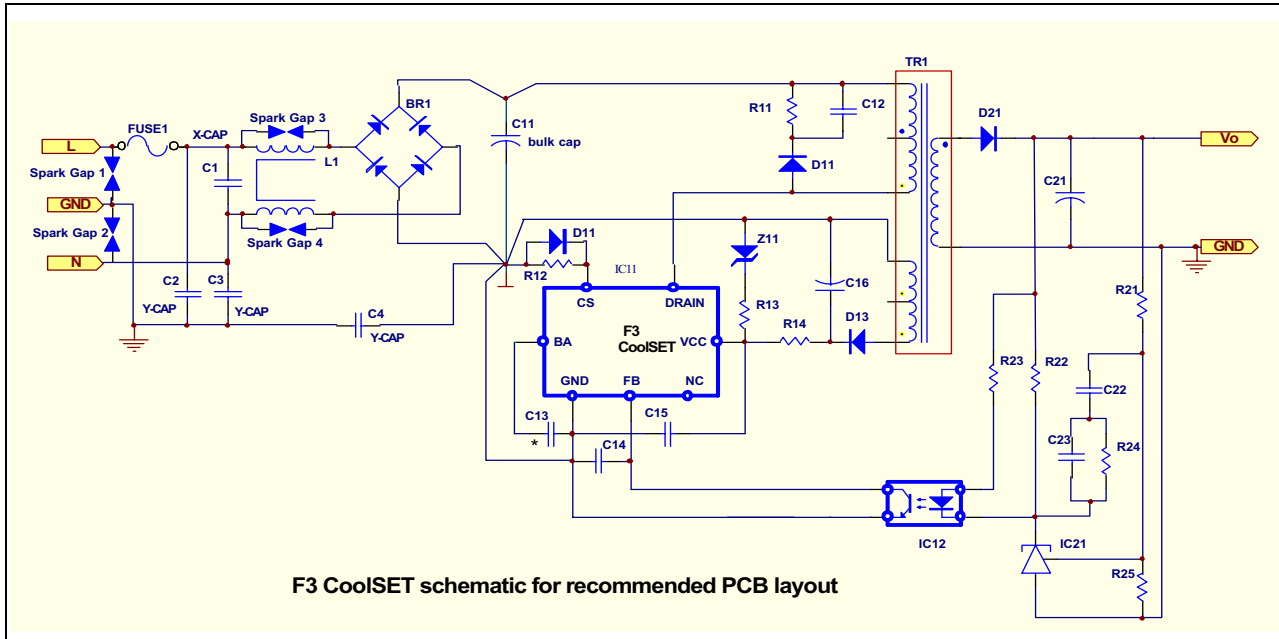 TR1
BR1
D21
Spark Gap 3
R11
C12
C11
bulk cap
FUSE1
X-CAP
L
Vo
L1
C1
D11
Spark Gap 1
C21
GND
Spark Gap 2
Spark Gap 4
D11
Z11
GND
N
R12
IC11
C2
C3
CS
DRAIN
C16
R21
Y-CAP
Y-CAP
R13
C4
F3
CoolSET
R14
D13
Y-CAP
BA
VCC
R23
R22
GND
FB
NC
C22
C13
C15
*
C14
C23
R24
IC12
IC21
R25
F3 CoolSET schematic for recommended PCB layout